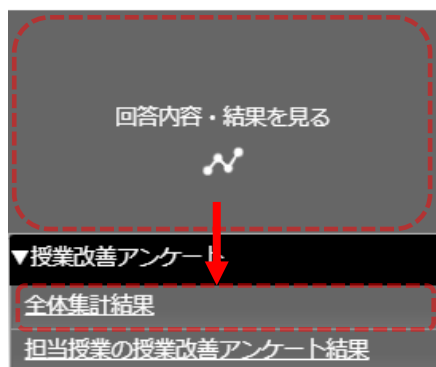 回答内容・結果を見る
▼授業改善アンケート
全体集計結果
担当授業の授業改善アンケート結果